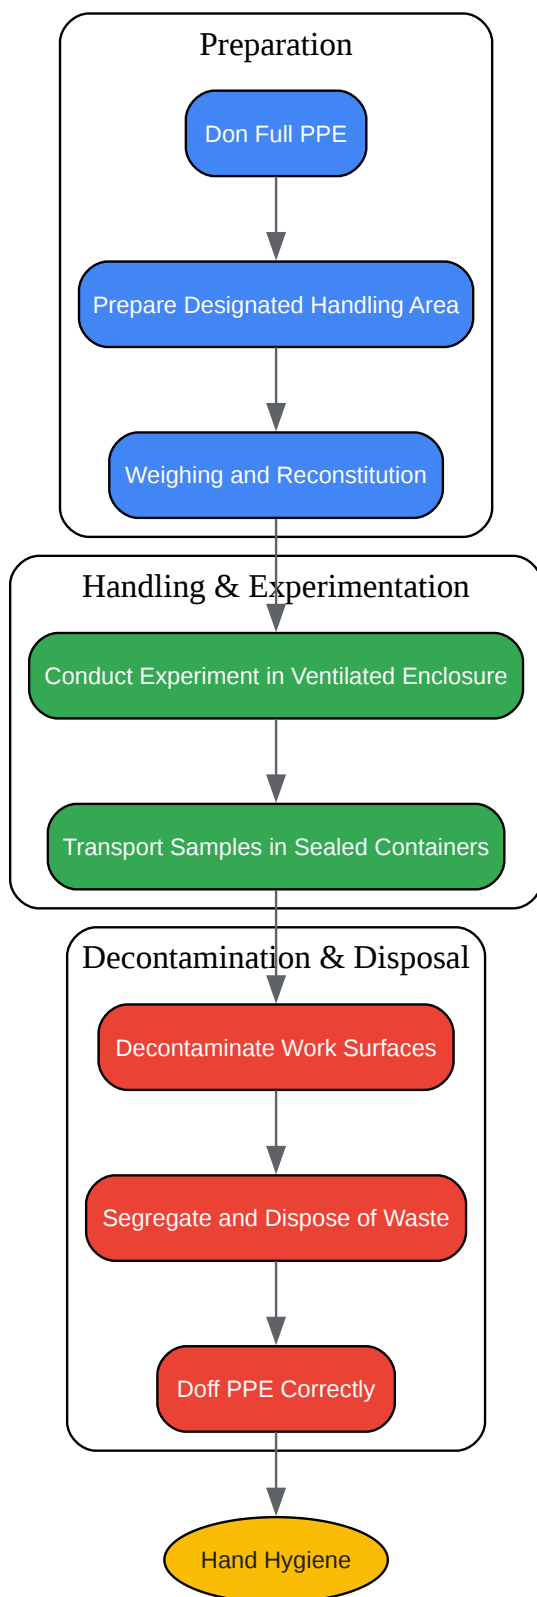 Preparation
Don Full PPE
Prepare Designated Handling Area
Weighing and Reconstitution
Handling & Experimentation
Conduct Experiment in Ventilated Enclosure
Transport Samples in Sealed Containers
Decontamination & Disposal
Decontaminate Work Surfaces
Segregate and Dispose of Waste
Doff PPE Correctly
Hand Hygiene